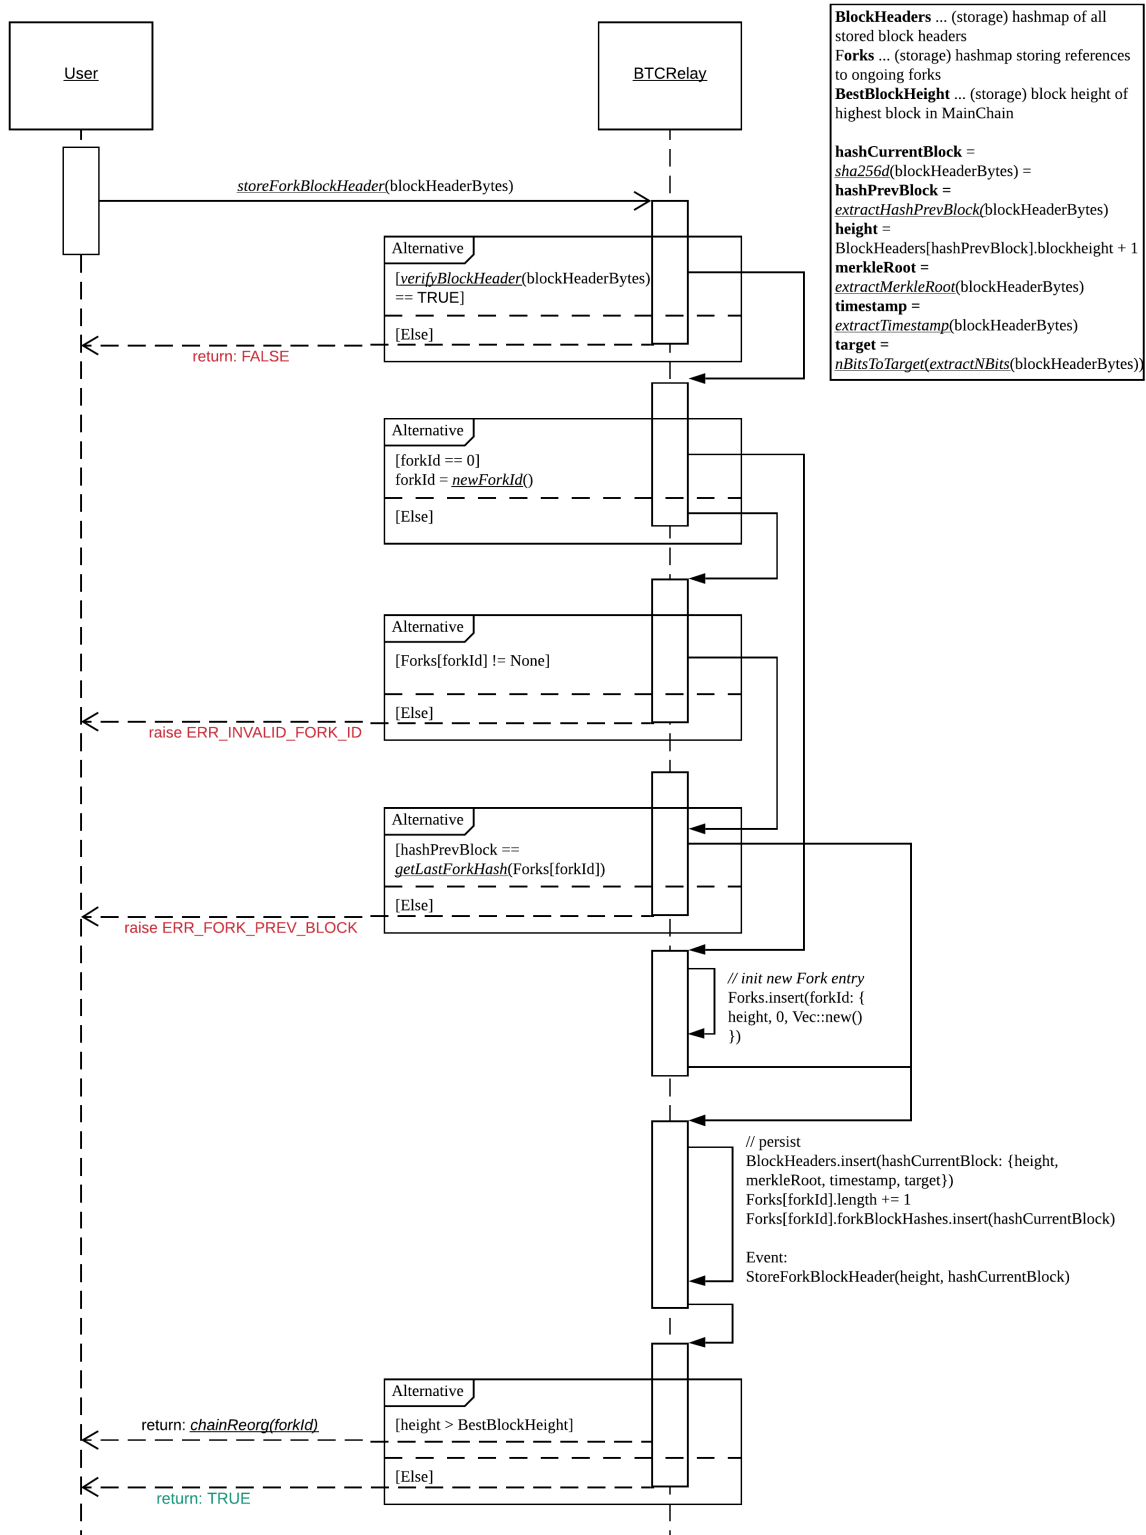 User
BTCRelay
BlockHeaders ... (storage) hashmap of all
stored block headers
Forks ... (storage) hashmap storing references
to ongoing forks
BestBlockHeight ... (storage) block height of
highest block in MainChain
hashCurrentBlock =
sha256d(blockHeaderBytes) =
hashPrevBlock =
extractHashPrevBlock(blockHeaderBytes)
height =
BlockHeaders[hashPrevBlock].blockheight + 1
merkleRoot =
extractMerkleRoot(blockHeaderBytes)
timestamp =
extractTimestamp(blockHeaderBytes)
target =
nBitsToTarget(extractNBits(blockHeaderBytes))
storeForkBlockHeader(blockHeaderBytes)
Alternative
[verifyBlockHeader(blockHeaderBytes)
== TRUE]
[Else]
return: FALSE
Alternative
[forkId == 0]
forkId = newForkId()
[Else]
Alternative
[Forks[forkId] != None]
[Else]
raise ERR_INVALID_FORK_ID
Alternative
[hashPrevBlock ==
getLastForkHash(Forks[forkId])
[Else]
raise ERR_FORK_PREV_BLOCK
// init new Fork entry
Forks.insert(forkId: {
height, 0, Vec::new()
})
// persist
BlockHeaders.insert(hashCurrentBlock: {height,
merkleRoot, timestamp, target})
Forks[forkId].length += 1
Forks[forkId].forkBlockHashes.insert(hashCurrentBlock)
Event:
StoreForkBlockHeader(height, hashCurrentBlock)
Alternative
[height > BestBlockHeight]
return: chainReorg(forkId)
[Else]
return: TRUE